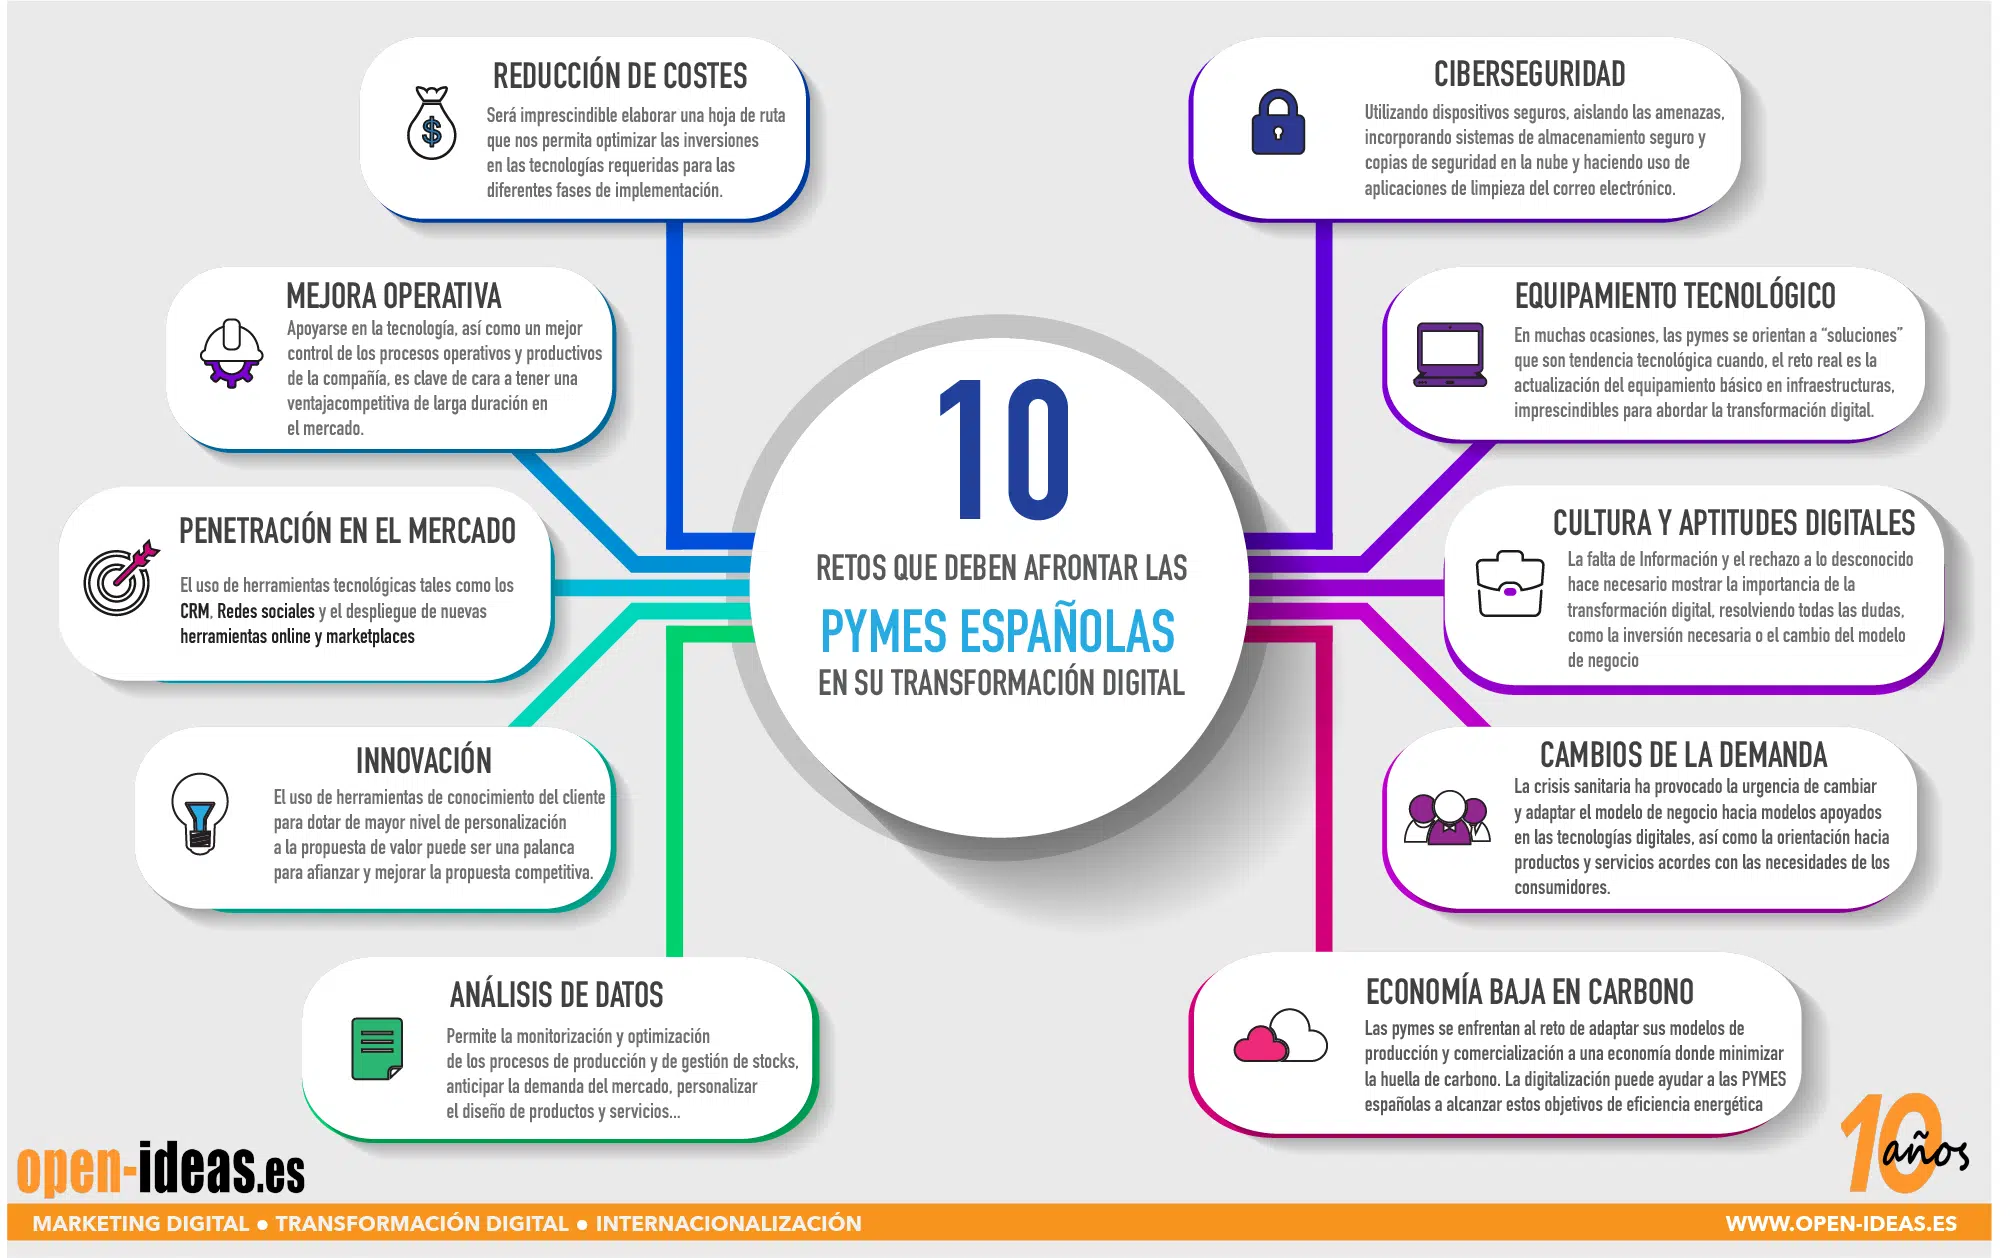 REDUCCIÓN DE COSTES
Será imprescindible elaborar una hoja de ruta
que nos permita optimizar las inversiones
en las tecnologías requeridas para las
diferentes fases de implementación.
MEJORA OPERATIVA
Apoyarse en la tecnología, así como un mejor
control de los procesos operativos y productivos
de la compañía, es clave de cara a tener una
ventajacompetitiva de larga duración en
el mercado.
PENETRACIÓN EN EL MERCADO
El uso de herramientas tecnológicas tales como los
CRM, Redes sociales y el despliegue de nuevas
herramientas online y marketplaces
INNOVACIÓN
El uso de herramientas de conocimiento del cliente
para dotar de mayor nivel de personalización
a la propuesta de valor puede ser una palanca
para afianzar y mejorar la propuesta competitiva.
ANÁLISIS DE DATOS
Permite la monitorización y optimización
de los procesos de producción y de gestión de stocks,
anticipar la demanda del mercado, personalizar
el diseño de productos y servicios...
10
RETOS QUE DEBEN AFRONTAR LAS
PYMES ESPAÑOLAS
EN SU TRANSFORMACIÓN DIGITAL
CIBERSEGURIDAD
Utilizando dispositivos seguros, aislando las amenazas,
incorporando sistemas de almacenamiento seguro y
copias de seguridad en la nube y haciendo uso de
aplicaciones de limpieza del correo electrónico.
EQUIPAMIENTO TECNOLÓGICO
En muchas ocasiones, las pymes se orientan a “soluciones”
que son tendencia tecnológica cuando, el reto real es la
actualización del equipamiento básico en infraestructuras,
imprescindibles para abordar la transformación digital.
CULTURA Y APTITUDES DIGITALES
La falta de Información y el rechazo a lo desconocido
hace necesario mostrar la importancia de la
transformación digital, resolviendo todas las dudas,
como la inversión necesaria o el cambio del modelo
de negocio
CAMBIOS DE LA DEMANDA
La crisis sanitaria ha provocado la urgencia de cambiar
y adaptar el modelo de negocio hacia modelos apoyados
en las tecnologías digitales, así como la orientación hacia
productos y servicios acordes con las necesidades de los
consumidores.
ECONOMÍA BAJA EN CARBONO
Las pymes se enfrentan al reto de adaptar sus modelos de
producción y comercialización a una economía donde minimizar
la huella de carbono. La digitalización puede ayudar a las PYMES
españolas a alcanzar estos objetivos de eficiencia energética
open-ideas.es
10 años
MARKETING DIGITAL ● TRANSFORMACIÓN DIGITAL ● INTERNACIONALIZACIÓN
WWW.OPEN-IDEAS.ES